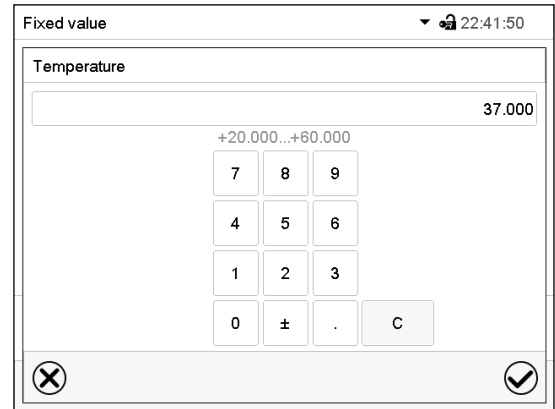 Fixed value 22:41:50
Temperature
37.000
+20.000...+60.000
7 8 9
4 5 6
1 2 3
0 ± . C